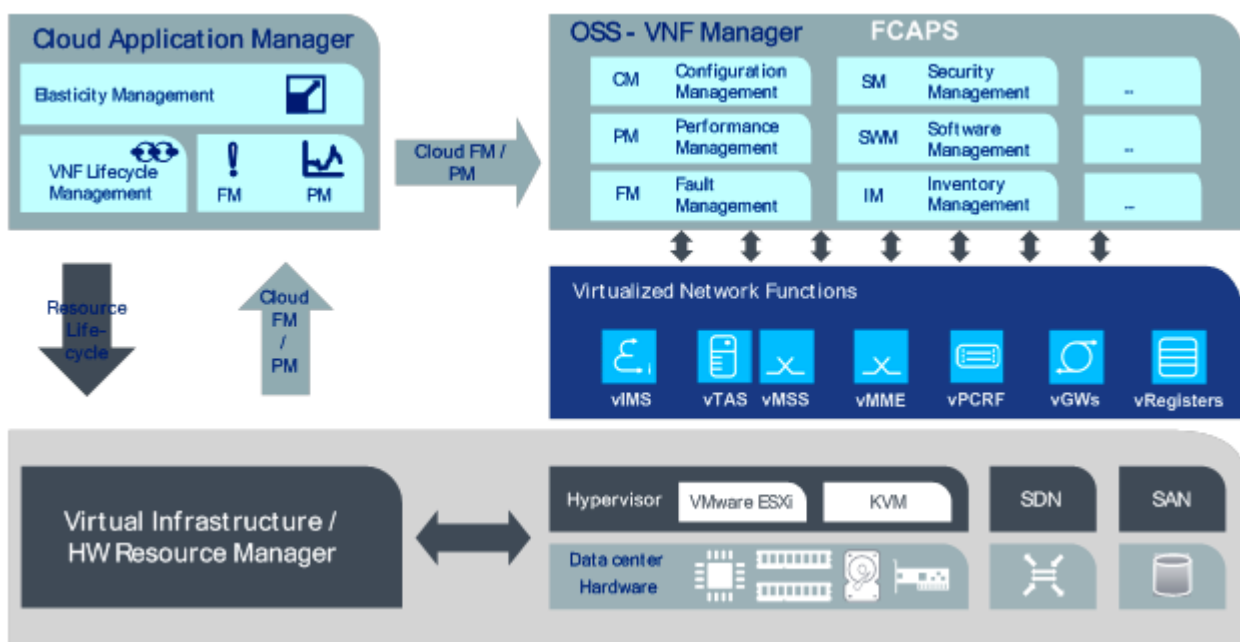 Cloud Application Manager
Elasticity Management
VNF Lifecycle
Management
FM
PM
Cloud FM /
PM
OSS - VNF Manager FCAPS
CM
Configuration
Management
SM
Security
Management
...
PM
Performance
Management
SWM
Software
Management
...
FM
Fault
Management
IM
Inventory
Management
...
Resource
Life-
cycle
Cloud
FM
/
PM
Virtualized Network Functions
vIMS
vTAS
vMSS
vMME
vPCRF
vGWs
vRegisters
Virtual Infrastructure /
HW Resource Manager
Hypervisor
VMware ESXi
KVM
SDN
SAN
Data center
Hardware